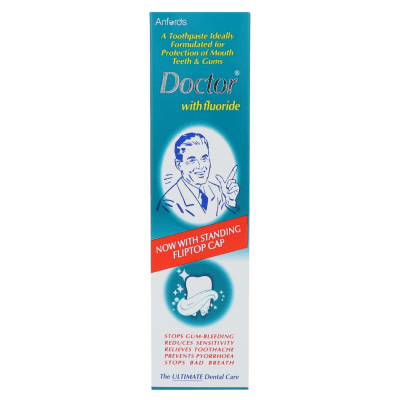 Anfords
A Toothpaste Ideally
Formulated for
Protection of Mouth
Teeth & Gums
Doctor®
with fluoride
NOW WITH STANDING
FLIPTOP CAP
STOPS GUM-BLEEDING
REDUCES SENSITIVITY
RELIEVES TOOTHACHE
PREVENTS PYORRHOEA
STOPS BAD BREATH
The ULTIMATE Dental Care